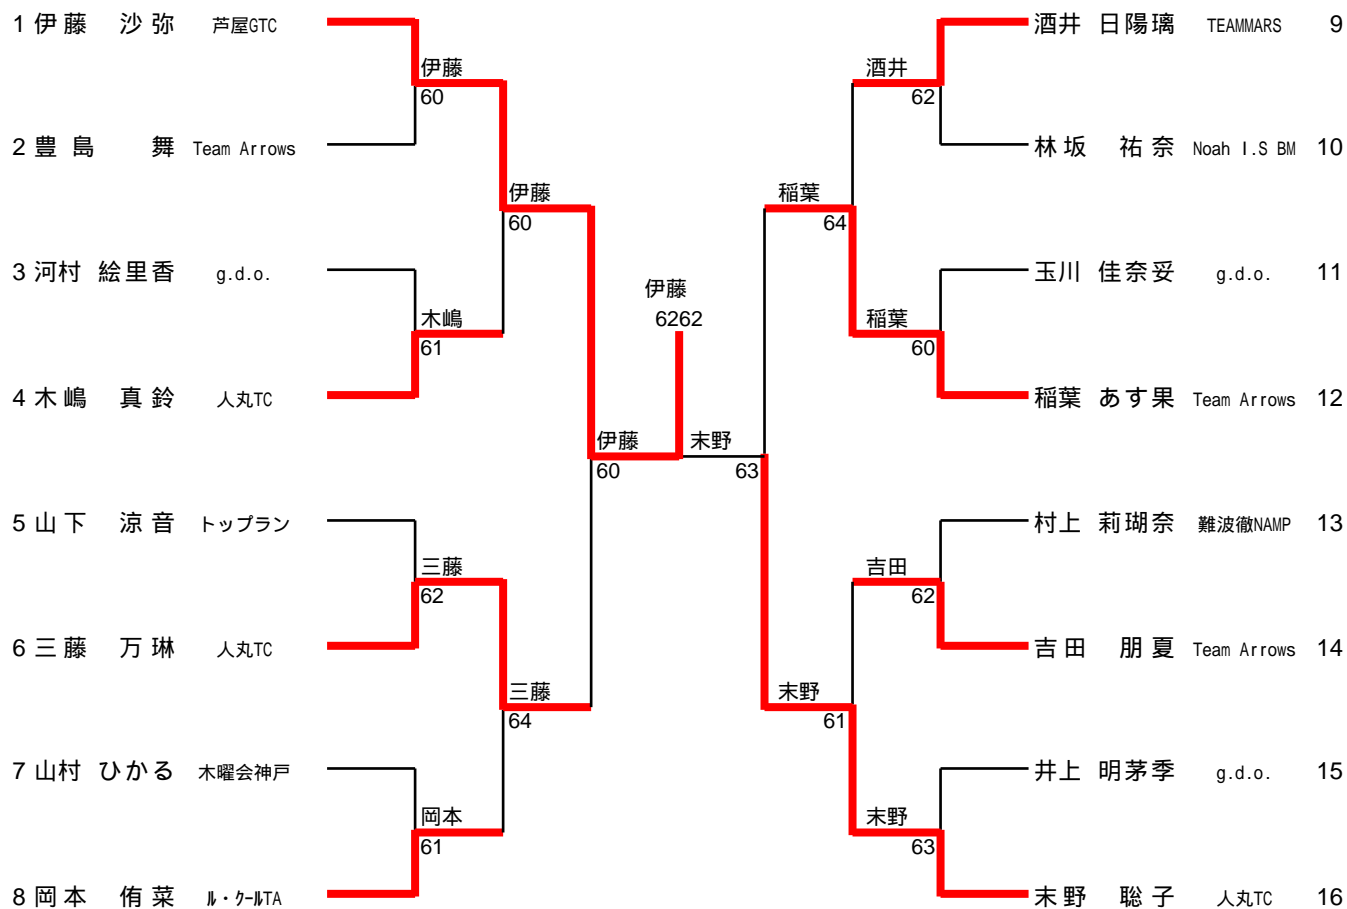 1 伊藤 沙弥 芦屋GTC
伊藤
60
2 豊島 舞 Team Arrows
伊藤
60
3 河村 絵里香 g.d.o.
木嶋
61
4 木嶋 真鈴 人丸TC
伊藤
60
5 山下 涼音 トップラン
三藤
62
6 三藤 万琳 人丸TC
三藤
64
7 山村 ひかる 木曜会神戸
岡本
61
8 岡本 侑菜 ル・クールTA
伊藤
6262
酒井 日陽璃 TEAMMARS 9
酒井
62
林坂 祐奈 Noah I.S BM 10
稲葉
64
玉川 佳奈妥 g.d.o. 11
稲葉
60
稲葉 あす果 Team Arrows 12
末野
63
村上 莉瑚奈 難波徹NAMP 13
吉田
62
吉田 朋夏 Team Arrows 14
末野
61
井上 明茅季 g.d.o. 15
末野
63
末野 聡子 人丸TC 16